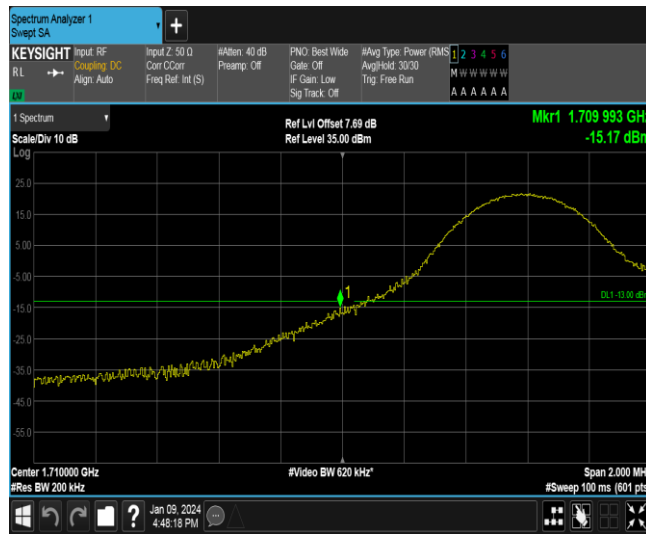 Spectrum Analyzer 1
Swept SA
+
KEYSIGHT
RL
Input: RF
Coupling: DC
Align: Auto
Input Z: 50 Ω
Corr CCorr
Freq Ref: Int (S)
#Atten: 40 dB
Preamp: Off
PNO: Best Wide
Gate: Off
IF Gain: Low
Sig Track: Off
#Avg Type: Power (RMS
Avg|Hold: 30/30
Trig: Free Run
1 2 3 4 5 6
M W W W W W
A A A A A A
1 Spectrum
Scale/Div 10 dB
Log
Ref Lvl Offset 7.69 dB
Ref Level 35.00 dBm
Mkr1 1.709 993 GHz
-15.17 dBm
25.0
15.0
5.00
-5.00
-15.0
-25.0
-35.0
-45.0
-55.0
1
DL1 -13.00 dBm
Center 1.710000 GHz
#Res BW 200 kHz
#Video BW 620 kHz*
Span 2.000 MH
#Sweep 100 ms (601 pts
?
Jan 09, 2024
4:48:18 PM